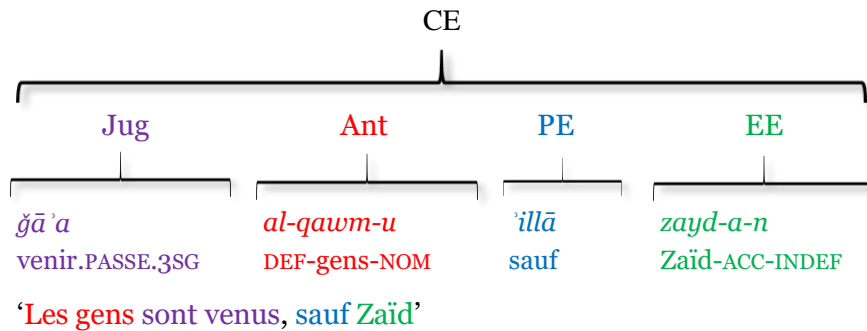 CE
Jug Ant PE EE
ǧāʾa al-qawm-u ʾillā zayd-a-n
venir.PASSE.3SG DEF-gens-NOM sauf Zaïd-ACC-INDEF
‘Les gens sont venus, sauf Zaïd’